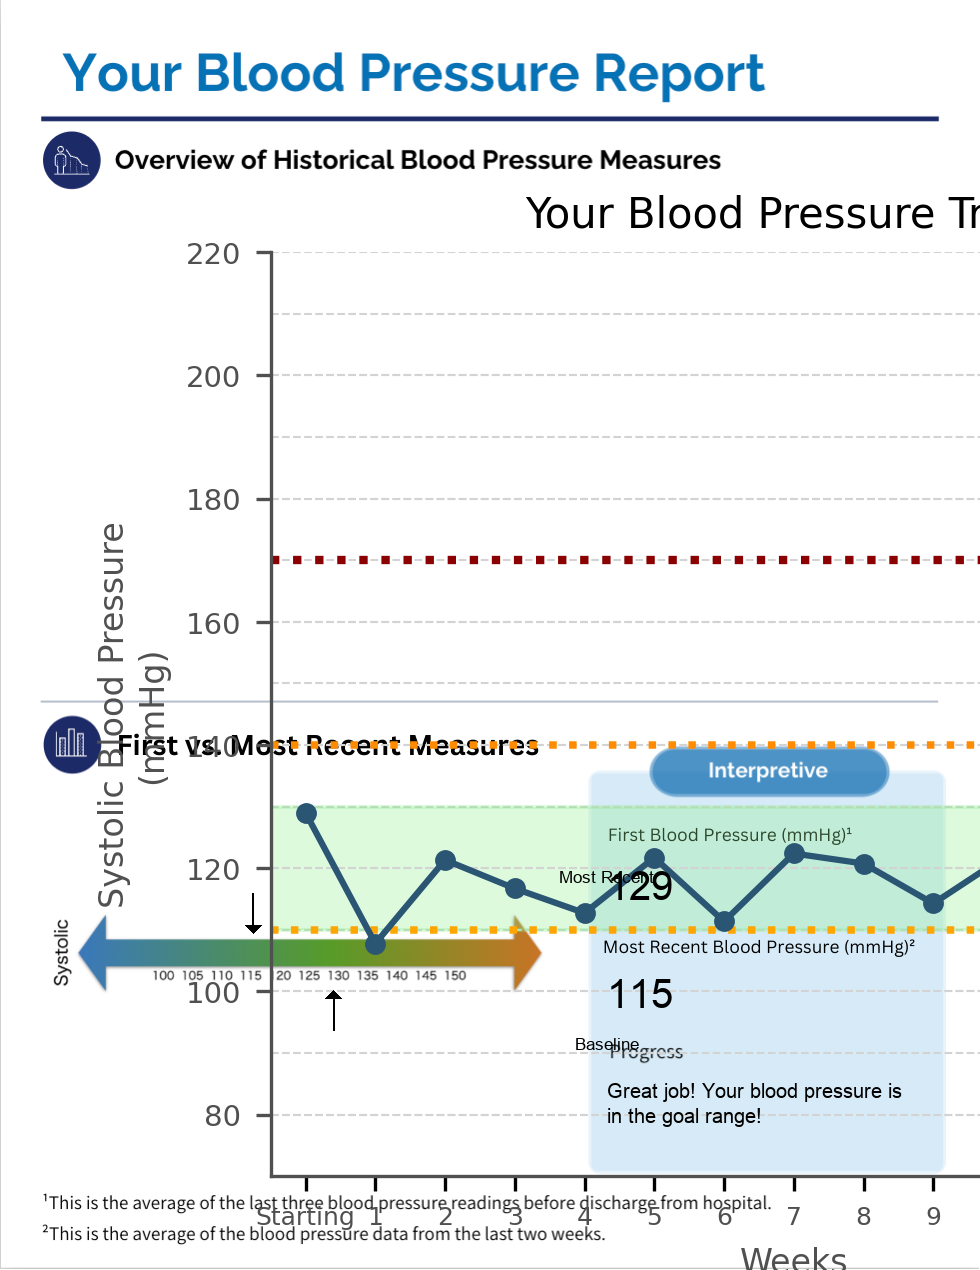 Your Blood Pressure Report
Overview of Historical Blood Pressure Measures
Your Blood Pressure Tr
220
200
180
160
140
120
100
80
Systolic Blood Pressure
(mmHg)
First vs. Most Recent Measures
Interpretive
First Blood Pressure (mmHg)¹
Most Recent
129
Most Recent Blood Pressure (mmHg)²
115
Baseline
Progress
Great job! Your blood pressure is
in the goal range!
Systolic
100 105 110 115 120 125 130 135 140 145 150
¹This is the average of the last three blood pressure readings before discharge from hospital.
Starting 1 2 3 4 5 6 7 8 9
²This is the average of the blood pressure data from the last two weeks.
Weeks